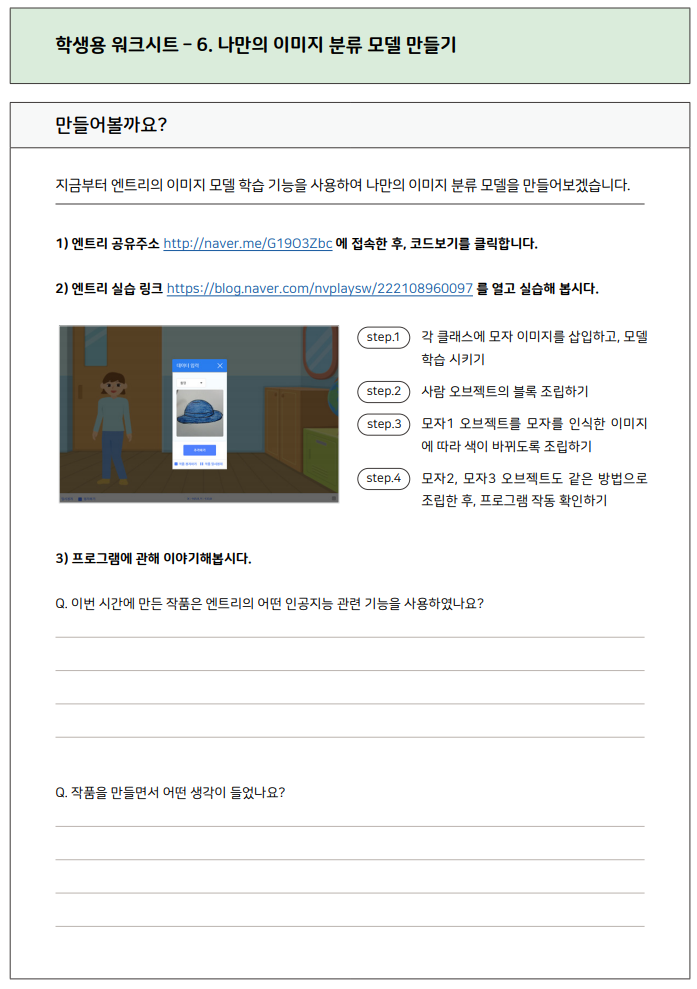 학생용 워크시트 - 6. 나만의 이미지 분류 모델 만들기
만들어볼까요?
지금부터 엔트리의 이미지 모델 학습 기능을 사용하여 나만의 이미지 분류 모델을 만들어보겠습니다.
1) 엔트리 공유주소 http://naver.me/G19O3Zbc 에 접속한 후, 코드보기를 클릭합니다.
2) 엔트리 실습 링크 https://blog.naver.com/nvplaysw/222108960097 를 열고 실습해 봅시다.
step.1 각 클래스에 모자 이미지를 삽입하고, 모델
학습 시키기
step.2 사람 오브젝트의 블록 조립하기
step.3 모자1 오브젝트를 모자를 인식한 이미지
에 따라 색이 바뀌도록 조립하기
step.4 모자2, 모자3 오브젝트도 같은 방법으로
조립한 후, 프로그램 작동 확인하기
3) 프로그램에 관해 이야기해봅시다.
Q. 이번 시간에 만든 작품은 엔트리의 어떤 인공지능 관련 기능을 사용하였나요?
Q. 작품을 만들면서 어떤 생각이 들었나요?